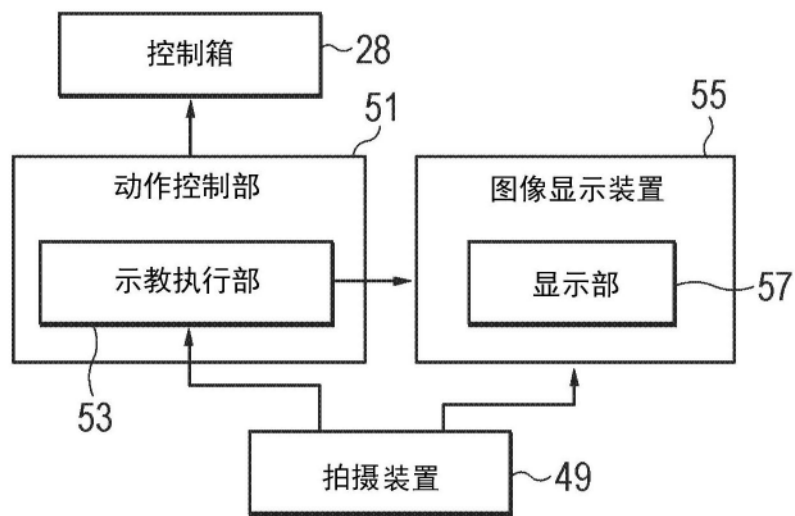 控制箱
28
51
动作控制部
示教执行部
53
55
图像显示装置
显示部
57
拍摄装置
49